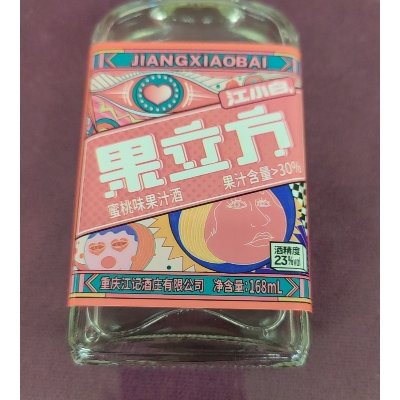 JIANGXIAOBAI
江小白
果立方
蜜桃味果汁酒
果汁含量>30%
酒精度
23%vol
重庆江记酒庄有限公司 净含量:168mL